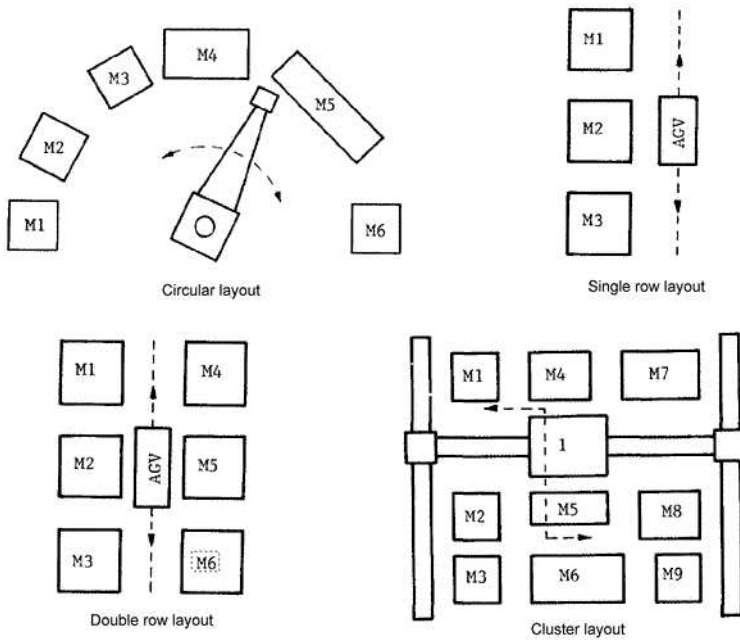 M4
M3
M5
M2
M1
M6
Circular layout
M1
M2
AGV
M3
Single row layout
M1
M4
M2
AGV
M5
M3
M6
Double row layout
M1
M4
M7
1
M2
M5
M8
M3
M6
M9
Cluster layout